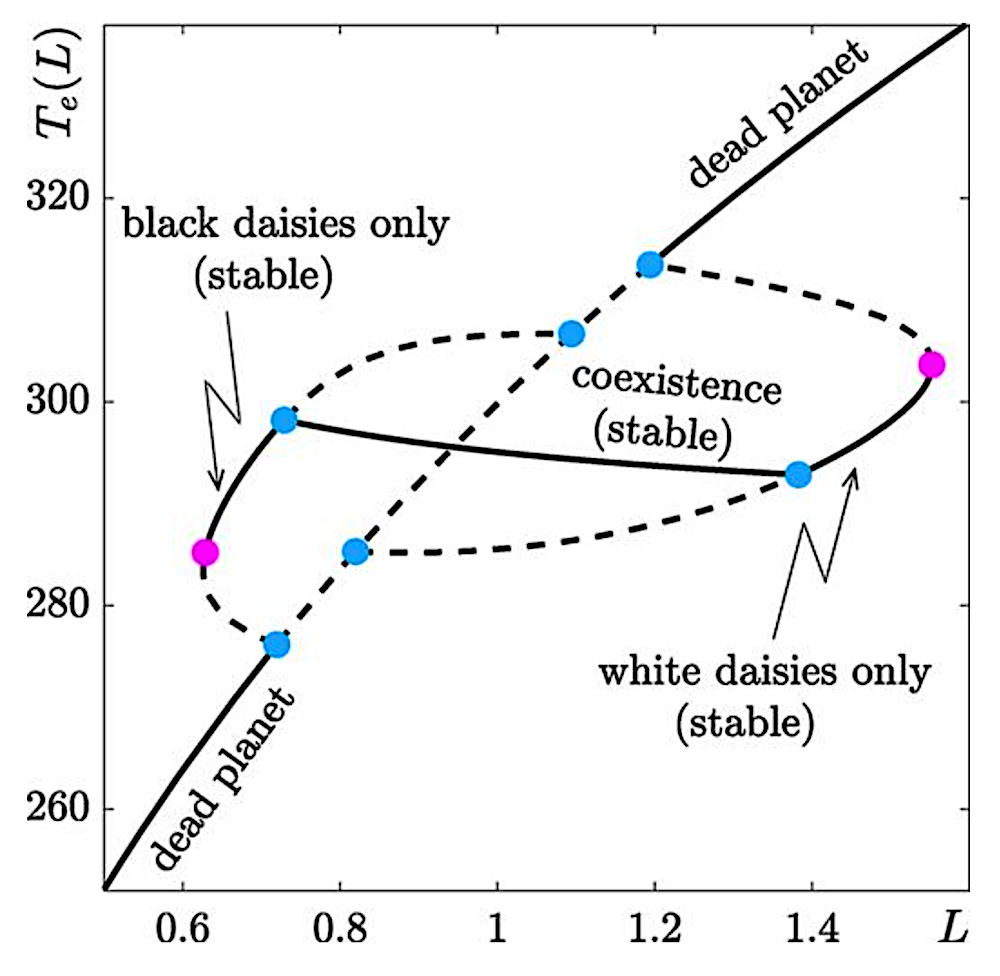 T_e(L)
dead planet
320
black daisies only
(stable)
300
coexistence
(stable)
280
white daisies only
(stable)
dead planet
260
0.6 0.8 1 1.2 1.4 L